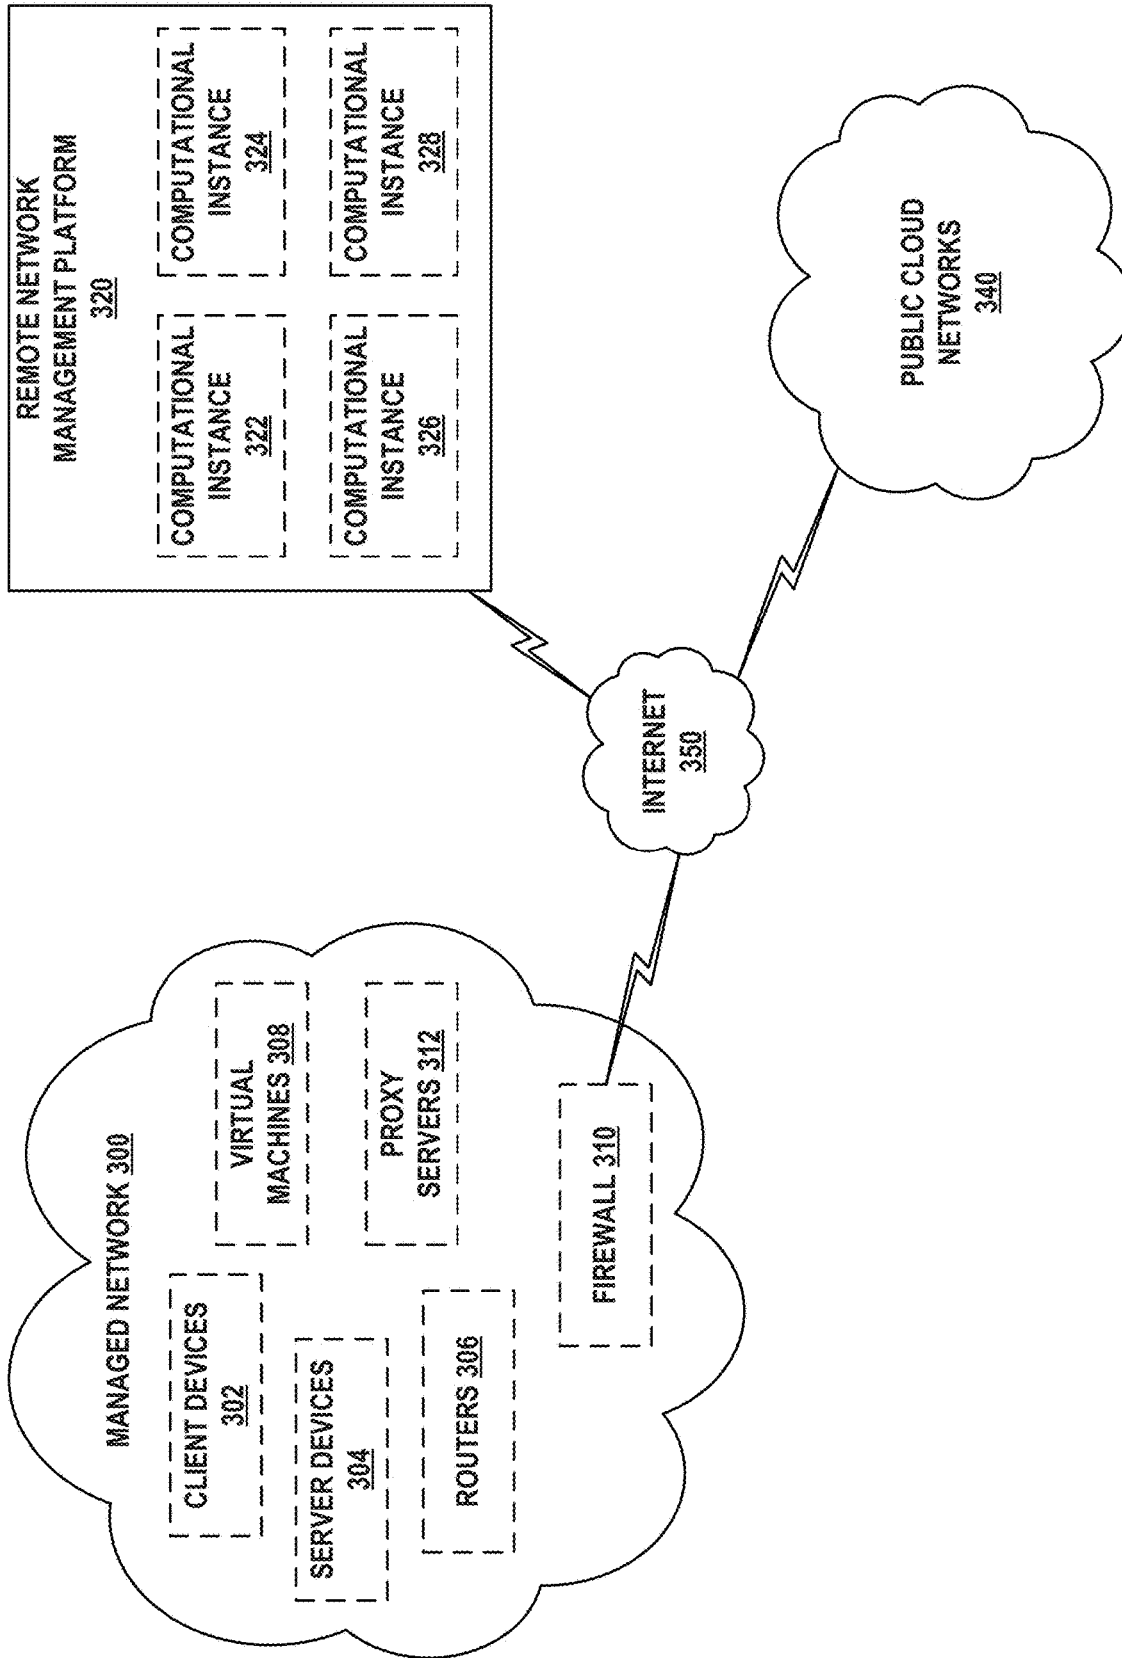 MANAGED NETWORK 300
CLIENT DEVICES
302
SERVER DEVICES
304
ROUTERS 306
VIRTUAL
MACHINES 308
PROXY
SERVERS 312
FIREWALL 310
INTERNET
350
REMOTE NETWORK
MANAGEMENT PLATFORM
320
COMPUTATIONAL
INSTANCE
322
COMPUTATIONAL
INSTANCE
324
COMPUTATIONAL
INSTANCE
326
COMPUTATIONAL
INSTANCE
328
PUBLIC CLOUD
NETWORKS
340